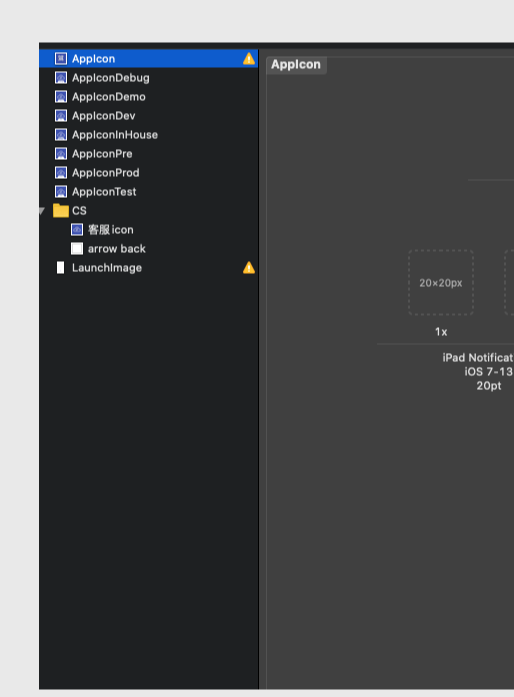 AppIcon
AppIconDebug
AppIconDemo
AppIconDev
AppIconInHouse
AppIconPre
AppIconProd
AppIconTest
CS
客服icon
arrow back
LaunchImage
AppIcon
20×20px
1x
iPad Notificat
iOS 7-13
20pt